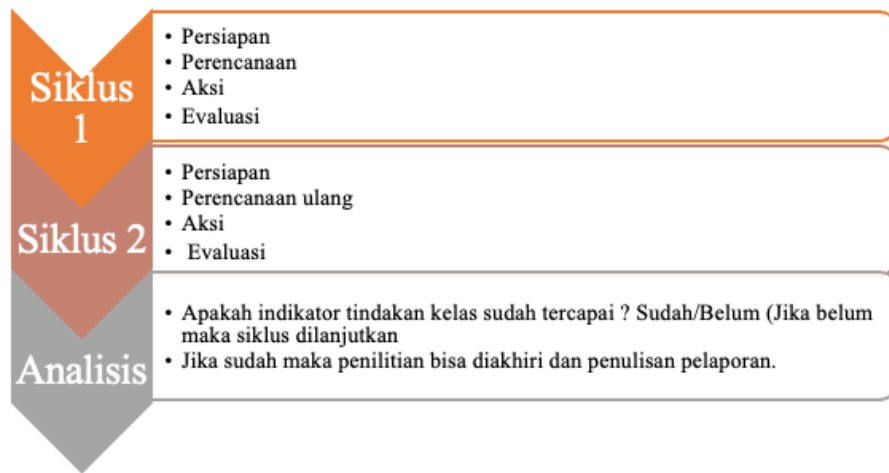 Siklus
1
• Persiapan
• Perencanaan
• Aksi
• Evaluasi
Siklus 2
• Persiapan
• Perencanaan ulang
• Aksi
• Evaluasi
Analisis
• Apakah indikator tindakan kelas sudah tercapai ? Sudah/Belum (Jika belum
maka siklus dilanjutkan
• Jika sudah maka penilitian bisa diakhiri dan penulisan pelaporan.